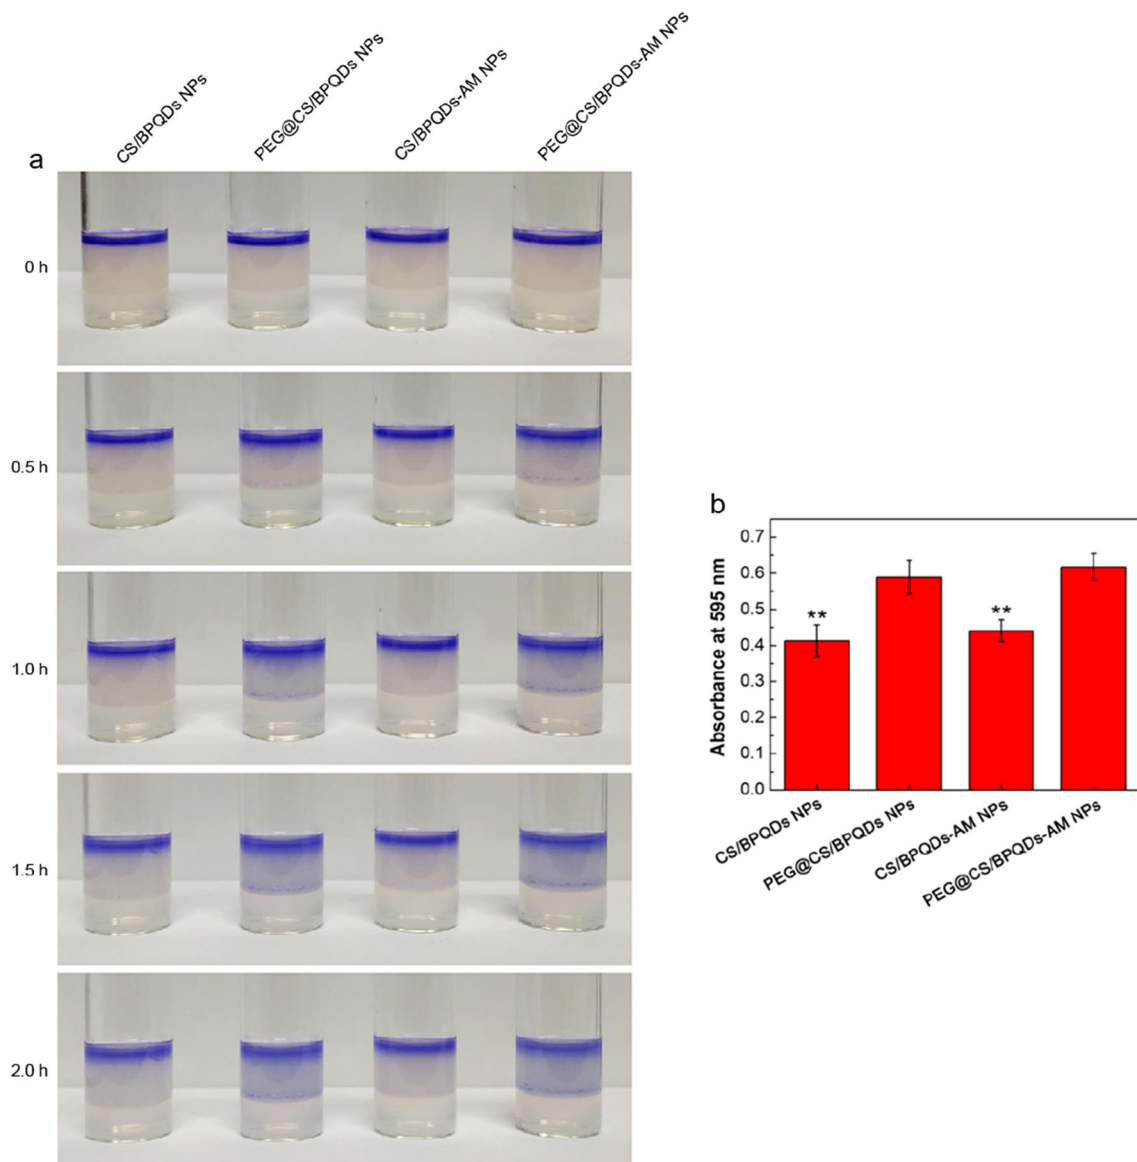 CS/BPQDs NPs
PEG@CS/BPQDs NPs
CS/BPQDs-AM NPs
PEG@CS/BPQDs-AM NPs
a
0 h
0.5 h
1.0 h
1.5 h
2.0 h
b
Absorbance at 595 nm
0.7
0.6
0.5
0.4
0.3
0.2
0.1
0.0
**
**
CS/BPQDs NPs
PEG@CS/BPQDs NPs
CS/BPQDs-AM NPs
PEG@CS/BPQDs-AM NPs